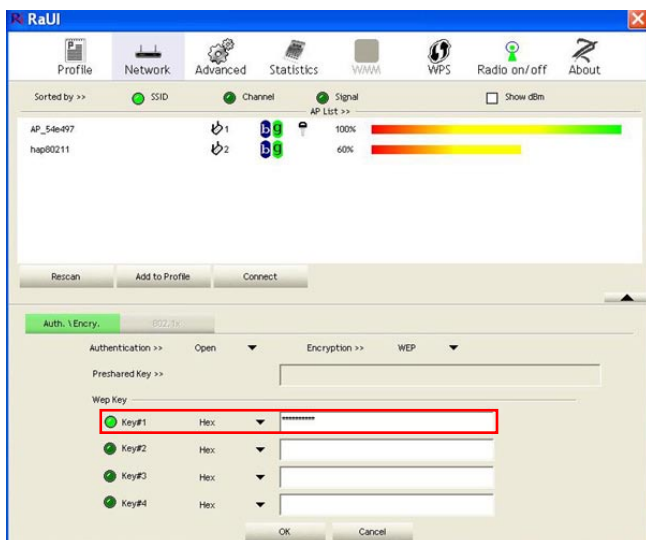 RaUI
Profile Network Advanced Statistics WMM WPS Radio on/off About
Sorted by >> SSID Channel Signal Show dBm
AP List >>
AP_54e497 1 b g 100%
hap80211 2 b g 60%
Rescan Add to Profile Connect
Auth. \ Encry. 802.1x
Authentication >> Open Encryption >> WEP
Preshared Key >>
Wep Key
Key#1 Hex **********
Key#2 Hex
Key#3 Hex
Key#4 Hex
OK Cancel